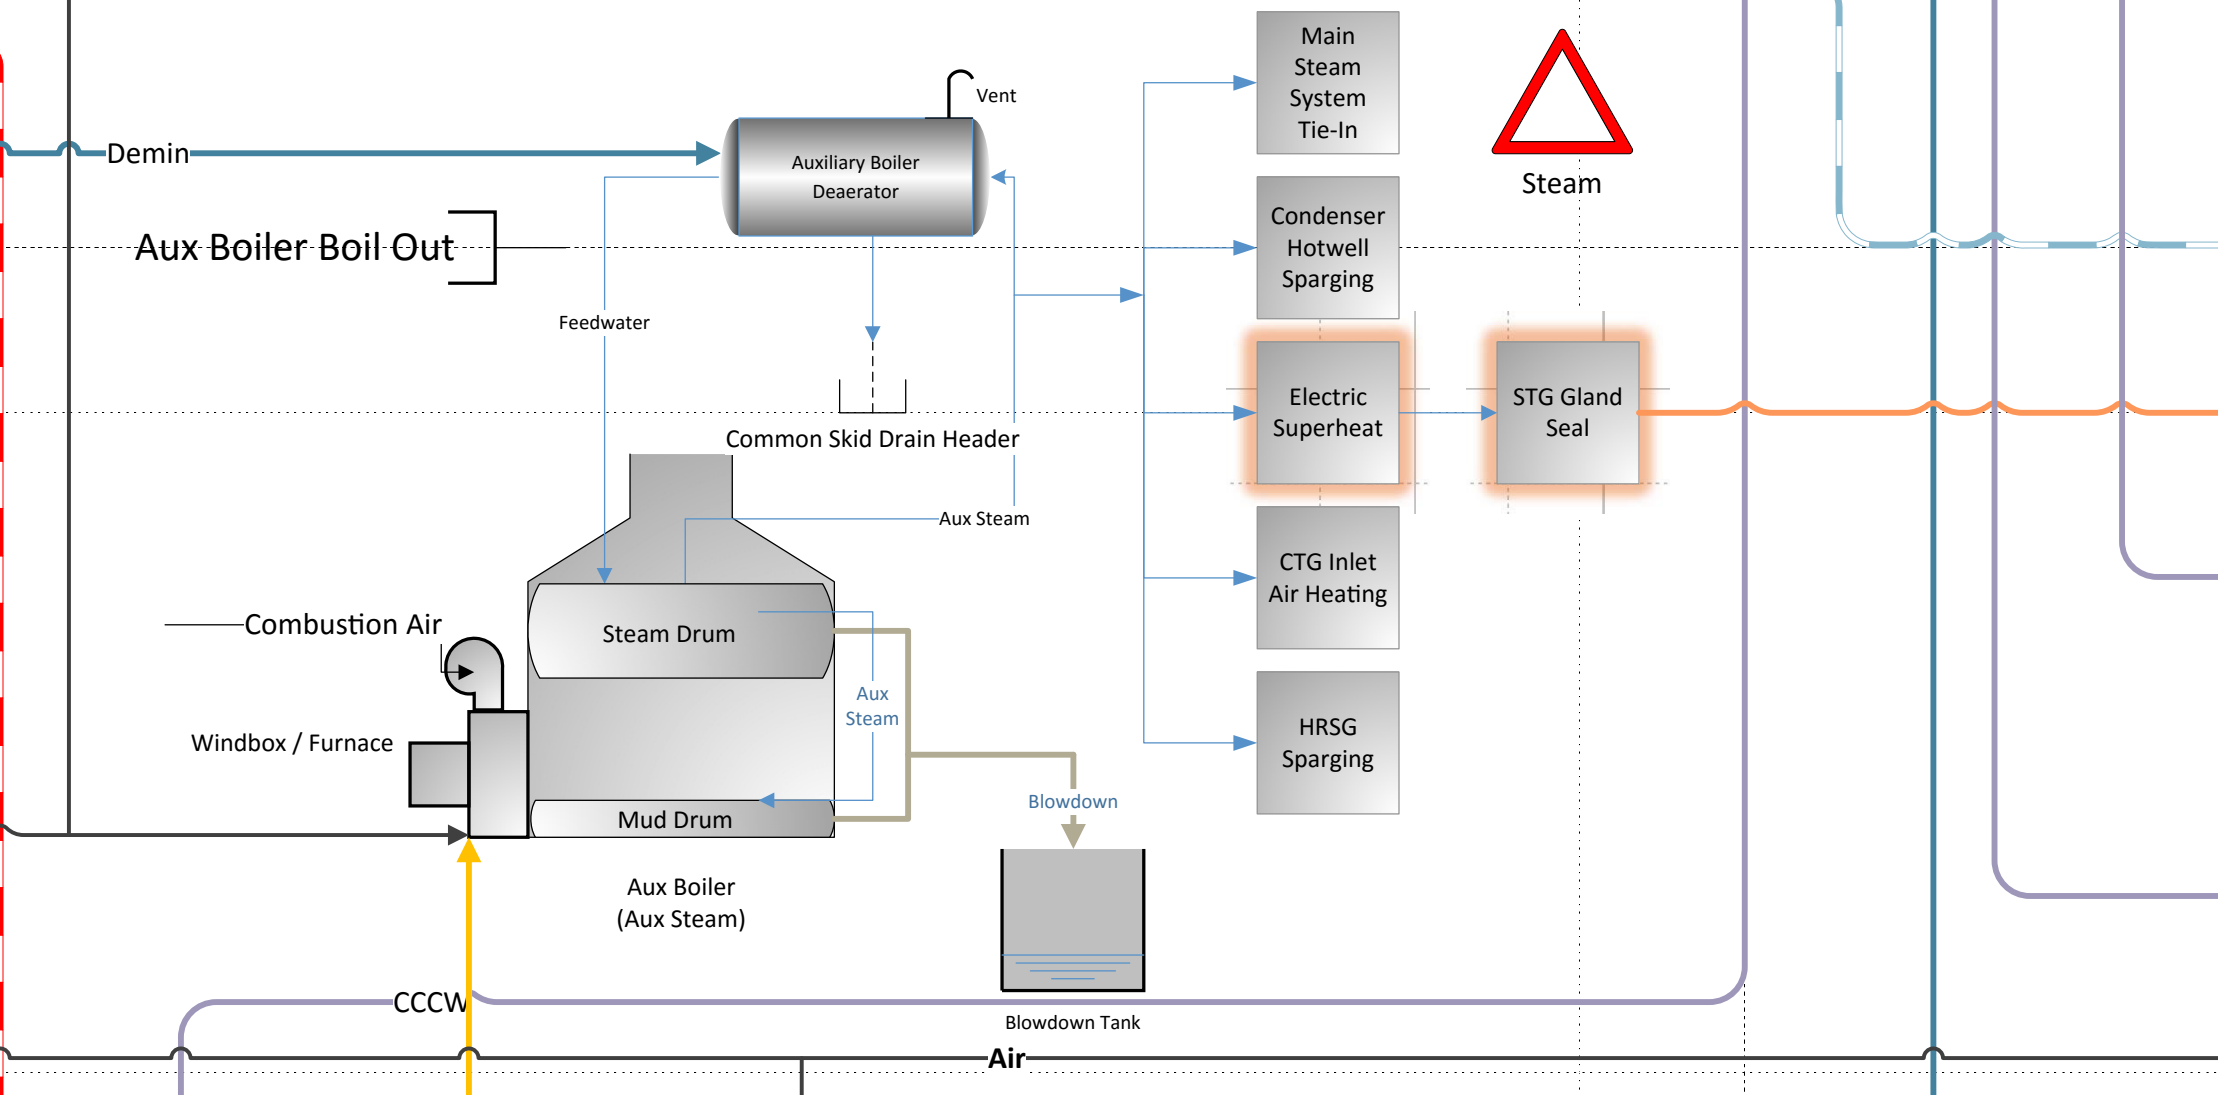 Main
Steam
System
Tie-In
Vent
Demin
Auxiliary Boiler
Deaerator
Steam
Aux Boiler Boil Out
Condenser
Hotwell
Sparging
Feedwater
Electric
Superheat
STG Gland
Seal
Common Skid Drain Header
Aux Steam
CTG Inlet
Air Heating
Combustion Air
Steam Drum
Aux
Steam
Windbox / Furnace
HRSG
Sparging
Blowdown
Mud Drum
Aux Boiler
(Aux Steam)
CCCW
Blowdown Tank
Air